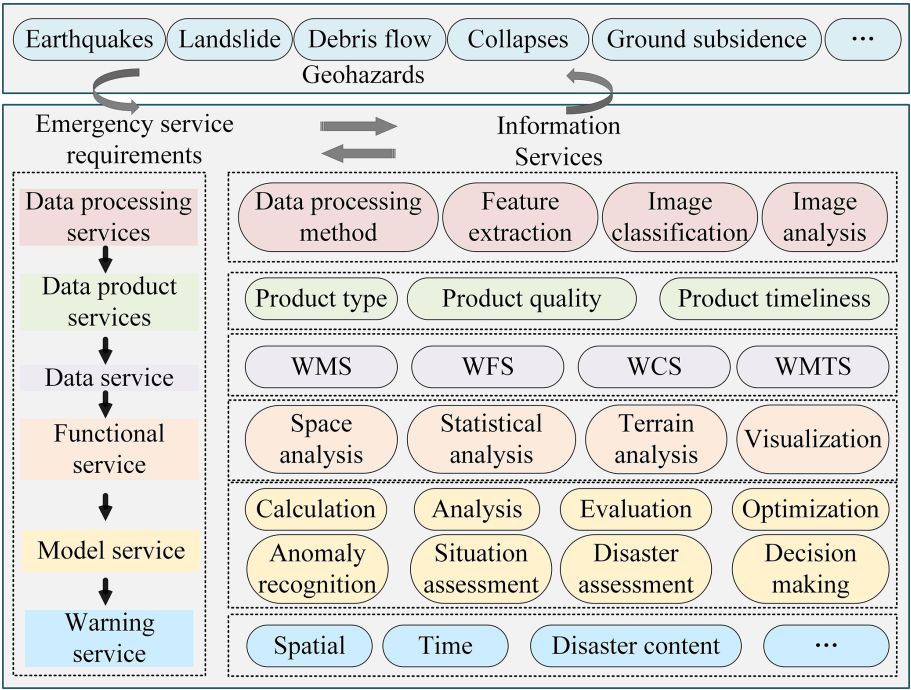 Earthquakes Landslide Debris flow Collapses Ground subsidence ...
Geohazards
Emergency service
requirements
Information
Services
Data processing
services
Data product
services
Data service
Functional
service
Model service
Warning
service
Data processing
method
Feature
extraction
Image
classification
Image
analysis
Product type Product quality Product timeliness
WMS WFS WCS WMTS
Space
analysis
Statistical
analysis
Terrain
analysis
Visualization
Calculation Analysis Evaluation Optimization
Anomaly
recognition
Situation
assessment
Disaster
assessment
Decision
making
Spatial Time Disaster content ...